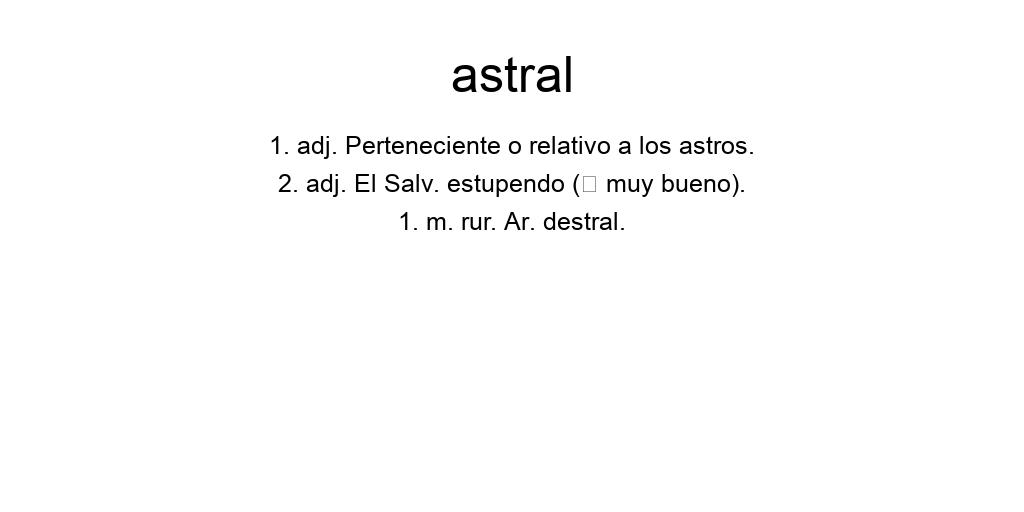 astral
1. adj. Perteneciente o relativo a los astros.
2. adj. El Salv. estupendo (▯ muy bueno).
1. m. rur. Ar. destral.